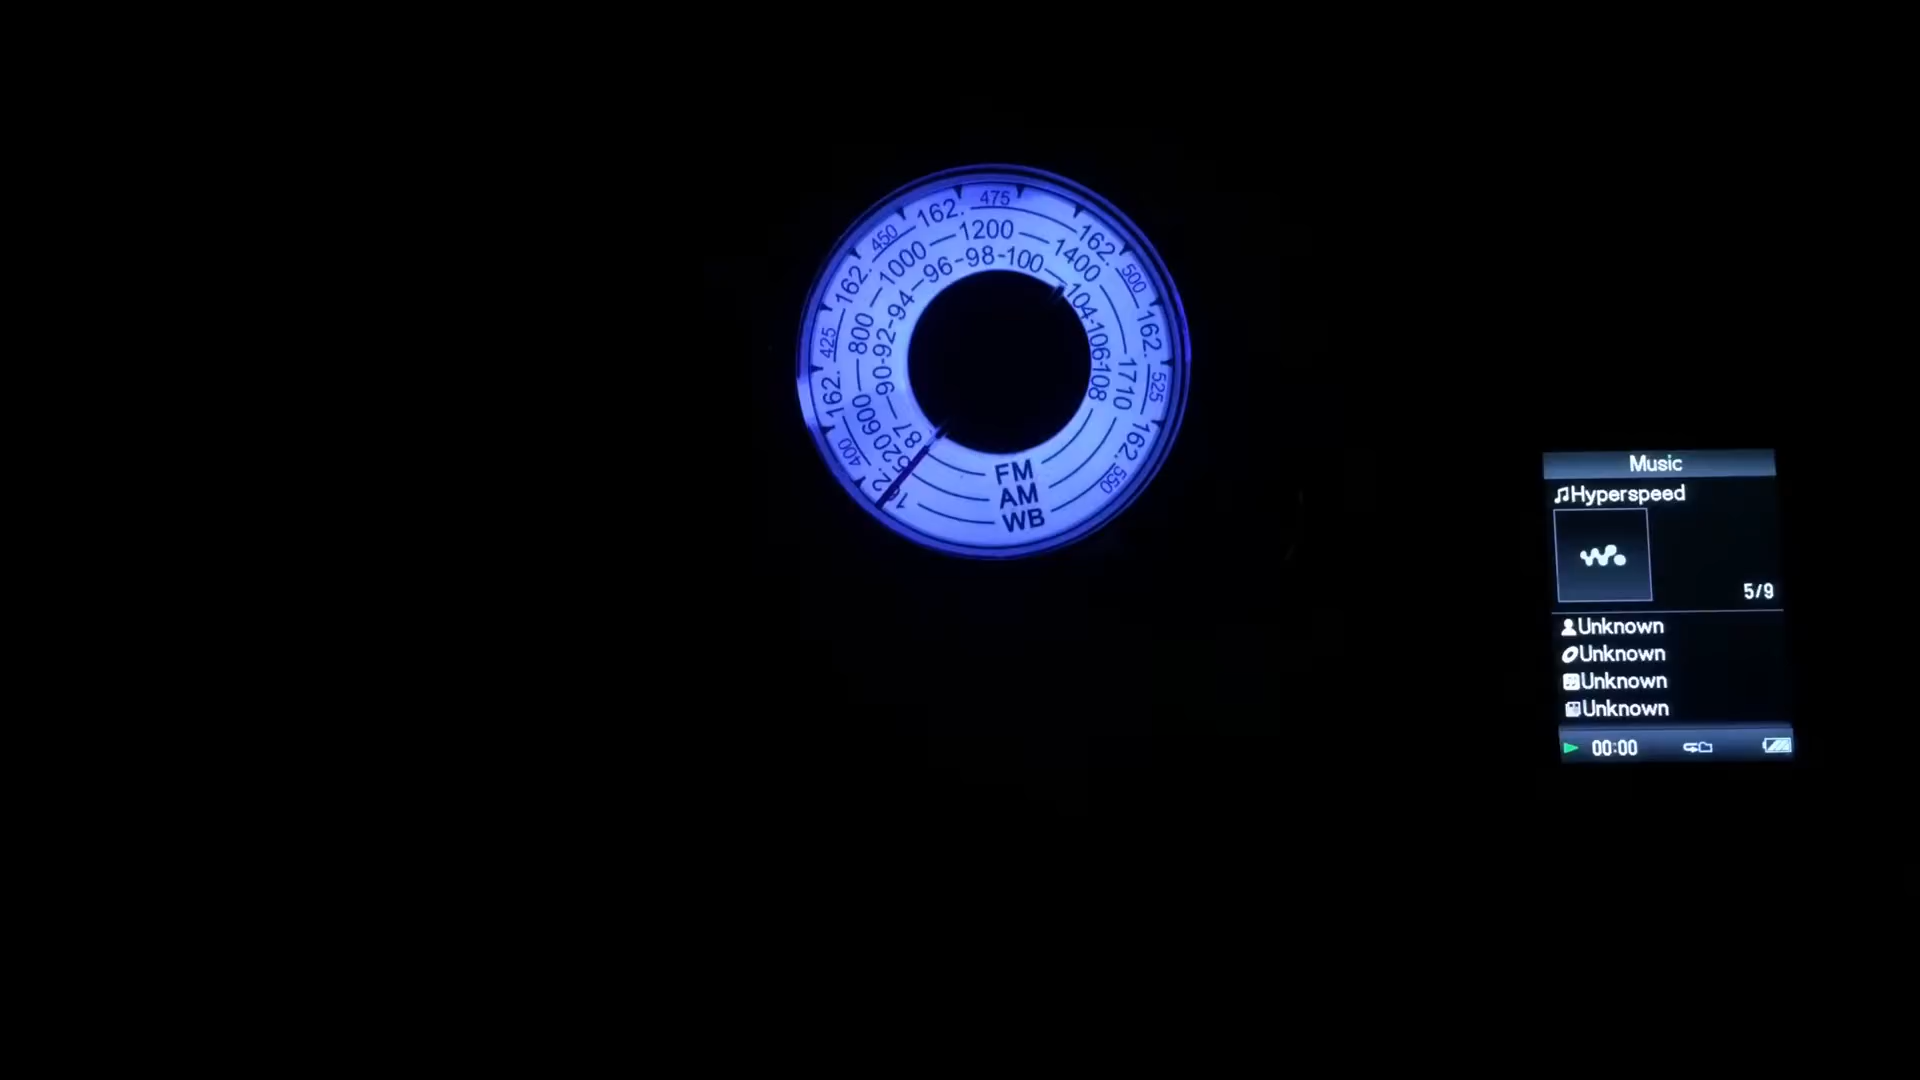 162. 475 162.
450 1200 500
162. 1000 1400 162.
96-98-100
425 800 94 104
162. 90-92 106-108 1710 525
600 87 162.
400 520 550
FM
AM
WB
Music
Hyperspeed
5/9
Unknown
Unknown
Unknown
Unknown
00:00